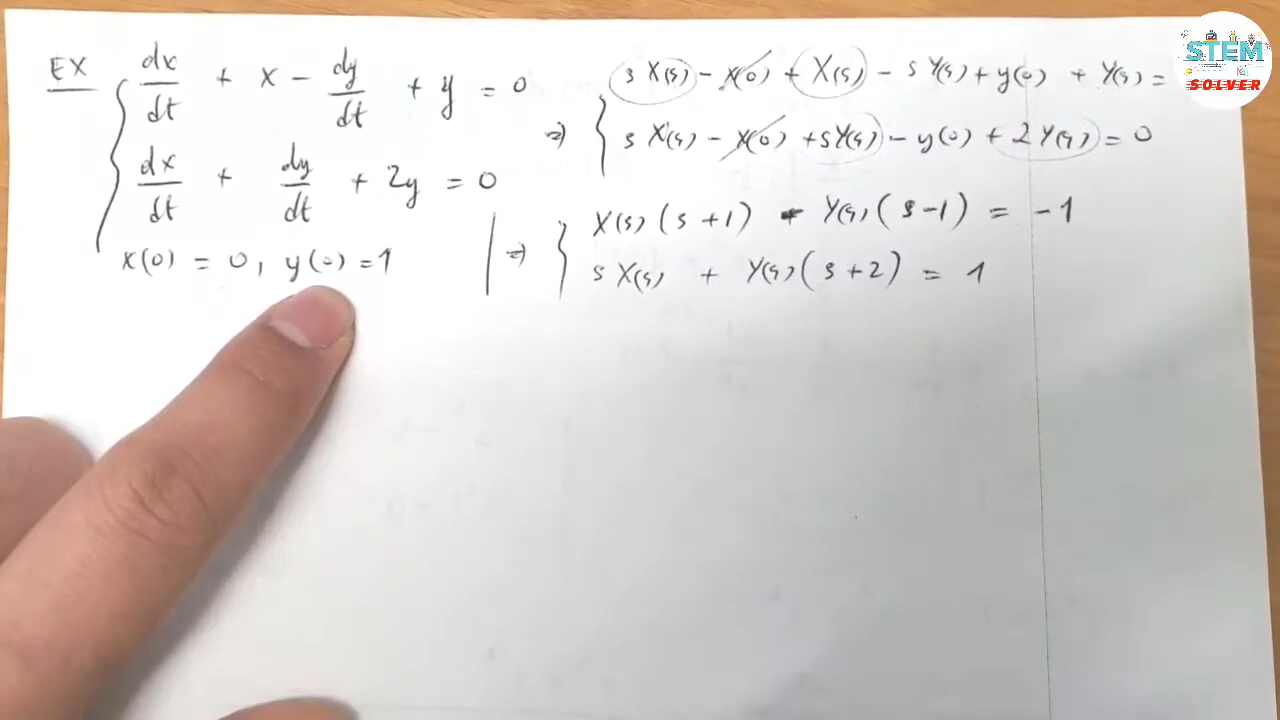 EX dx/dt + x - dy/dt + y = 0
dx/dt + dy/dt + 2y = 0
x(0) = 0, y(0) = 1
⇒ { s X(s) - x(0) + X(s) - s Y(s) + y(0) + Y(s) =
s X(s) - x(0) + s Y(s) - y(0) + 2 Y(s) = 0
⇒ { X(s) (s + 1) - Y(s) (s - 1) = -1
s X(s) + Y(s) (s + 2) = 1
STEM
SOLVER